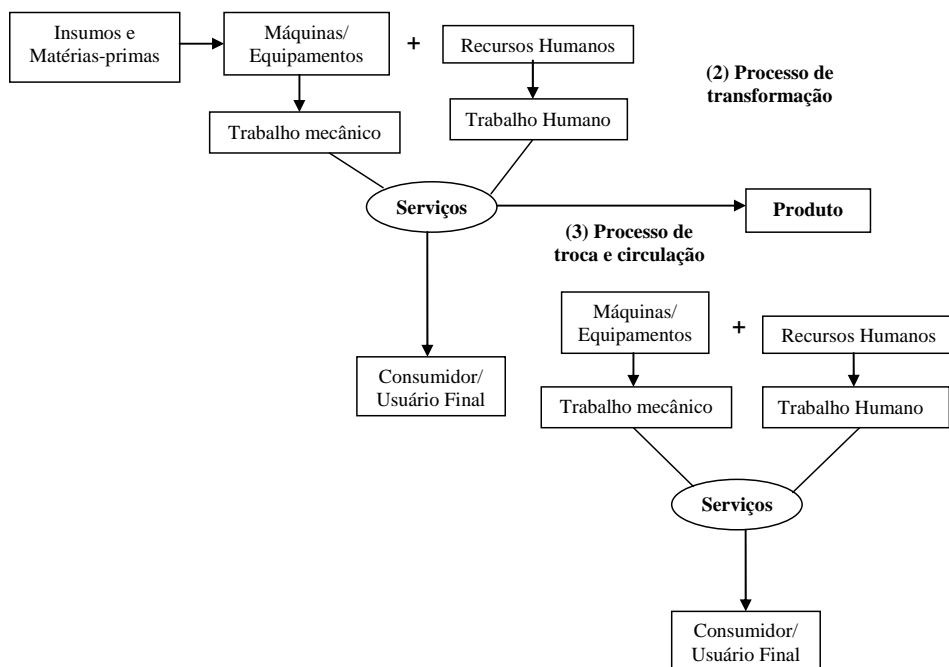 Insumos e
Matérias-primas
Máquinas/
Equipamentos
+
Recursos Humanos
(2) Processo de
transformação
Trabalho mecânico
Trabalho Humano
Serviços
Produto
(3) Processo de
troca e circulação
Máquinas/
Equipamentos
+
Recursos Humanos
Consumidor/
Usuário Final
Trabalho mecânico
Trabalho Humano
Serviços
Consumidor/
Usuário Final